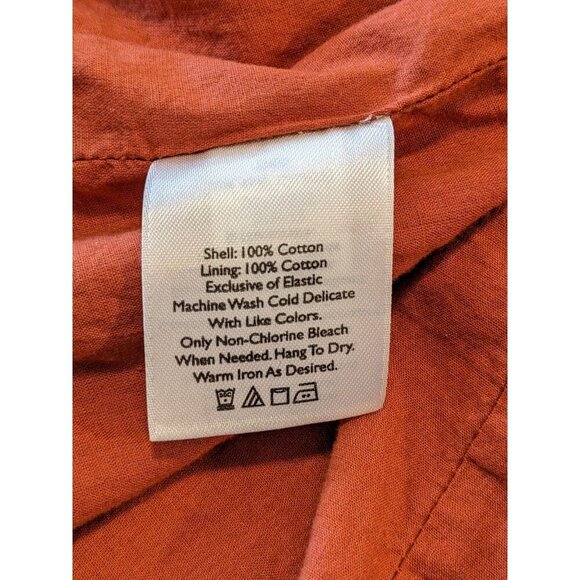 Shell: 100% Cotton
Lining: 100% Cotton
Exclusive of Elastic
Machine Wash Cold Delicate
With Like Colors.
Only Non-Chlorine Bleach
When Needed. Hang To Dry.
Warm Iron As Desired.